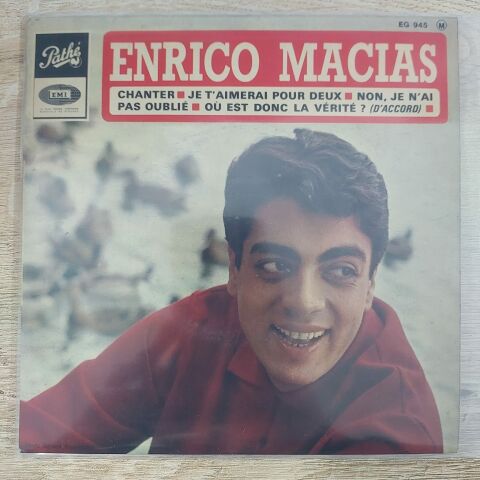 EG 945 M
Pathé
EMI
ENRICO MACIAS
CHANTER ■ JE T'AIMERAI POUR DEUX ■ NON, JE N'AI
PAS OUBLIÉ ■ OÙ EST DONC LA VÉRITÉ ? (D'ACCORD) ■